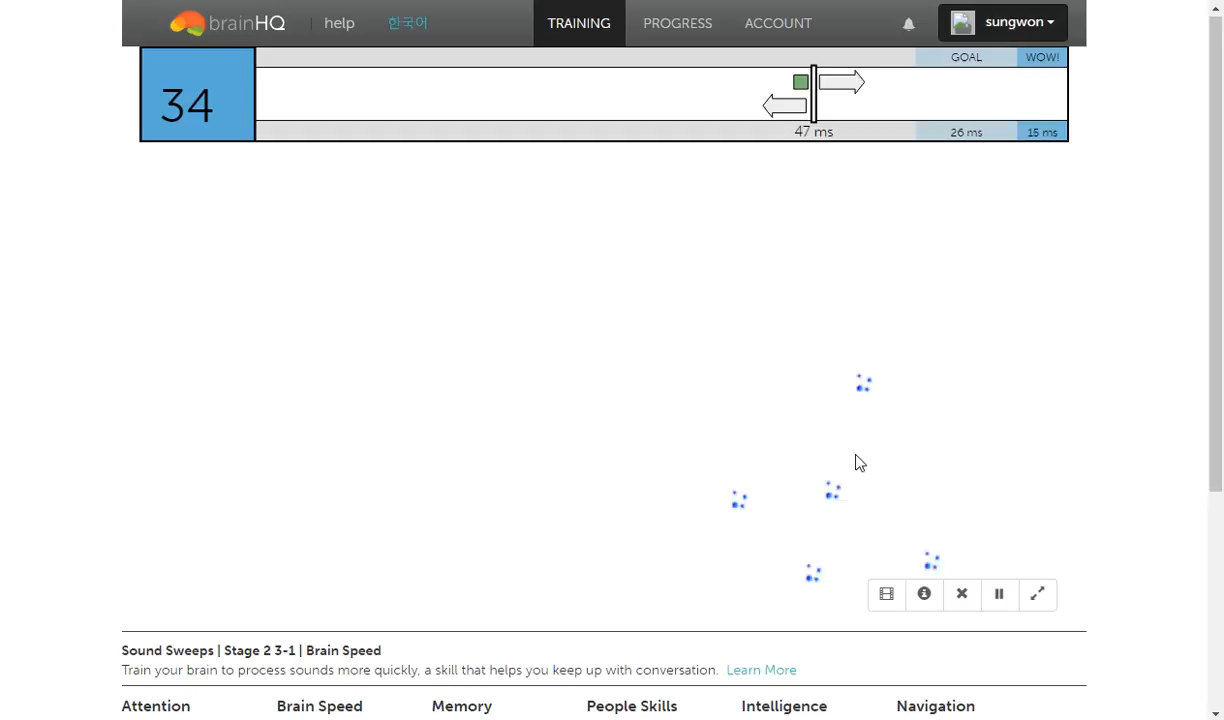 brainHQ help 한국어 TRAINING PROGRESS ACCOUNT sungwon
GOAL WOW!
34
47 ms 26 ms 15 ms
Sound Sweeps | Stage 2 3-1 | Brain Speed
Train your brain to process sounds more quickly, a skill that helps you keep up with conversation. Learn More
Attention Brain Speed Memory People Skills Intelligence Navigation